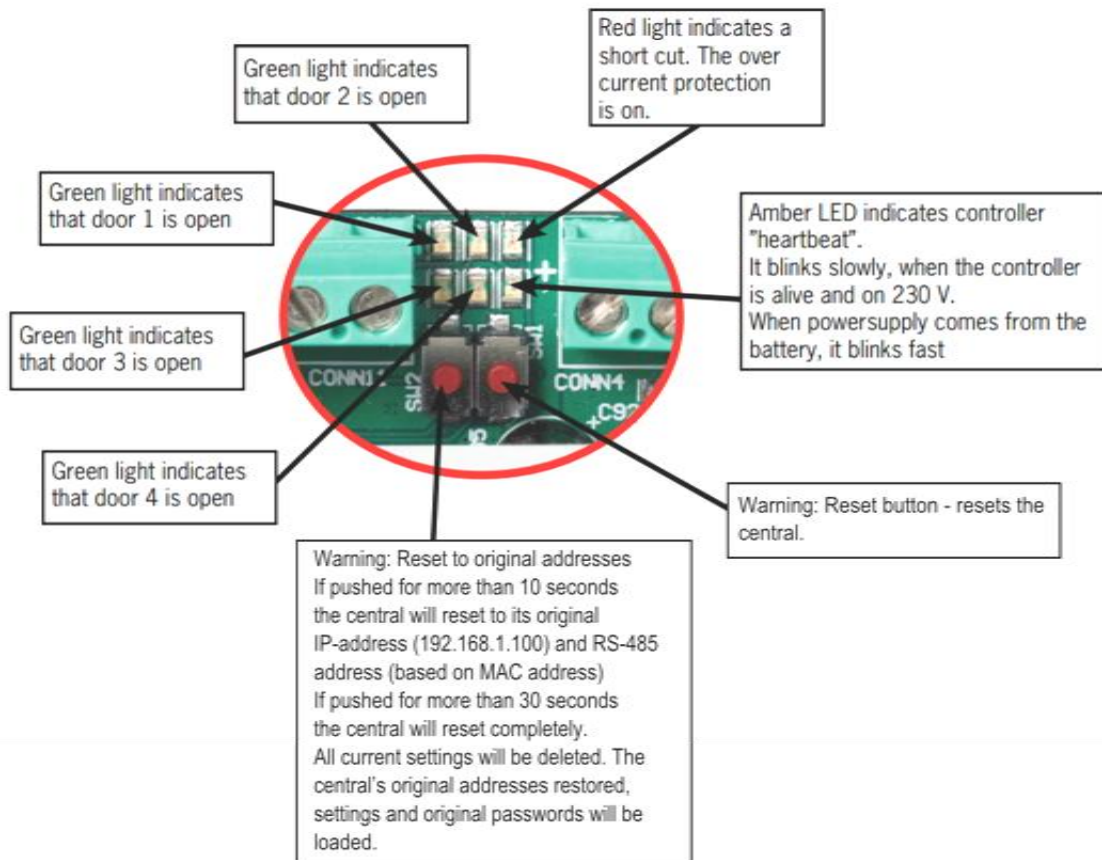 Red light indicates a
short cut. The over
current protection
is on.
Green light indicates
that door 2 is open
Green light indicates
that door 1 is open
Amber LED indicates controller
"heartbeat".
It blinks slowly, when the controller
is alive and on 230 V.
When powersupply comes from the
battery, it blinks fast
Green light indicates
that door 3 is open
+
SW1
CONN4
SW2
Green light indicates
that door 4 is open
Warning: Reset button - resets the
central.
Warning: Reset to original addresses
If pushed for more than 10 seconds
the central will reset to its original
IP-address (192.168.1.100) and RS-485
address (based on MAC address)
If pushed for more than 30 seconds
the central will reset completely.
All current settings will be deleted. The
central's original addresses restored,
settings and original passwords will be
loaded.